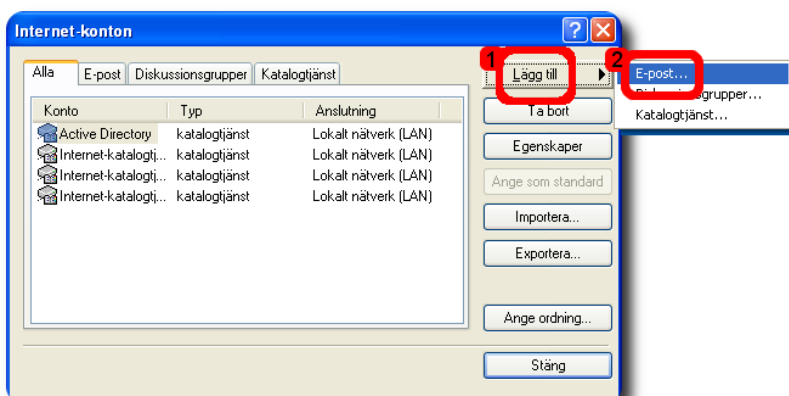 Internet-konton
Alla E-post Diskussionsgrupper Katalogtjänst
Konto Typ Anslutning
Active Directory katalogtjänst Lokalt nätverk (LAN)
Internet-katalogtj... katalogtjänst Lokalt nätverk (LAN)
Internet-katalogtj... katalogtjänst Lokalt nätverk (LAN)
Internet-katalogtj... katalogtjänst Lokalt nätverk (LAN)
1
Lägg till
2
E-post...
Diskussionsgrupper...
Katalogtjänst...
Ta bort
Egenskaper
Ange som standard
Importera...
Exportera...
Ange ordning...
Stäng